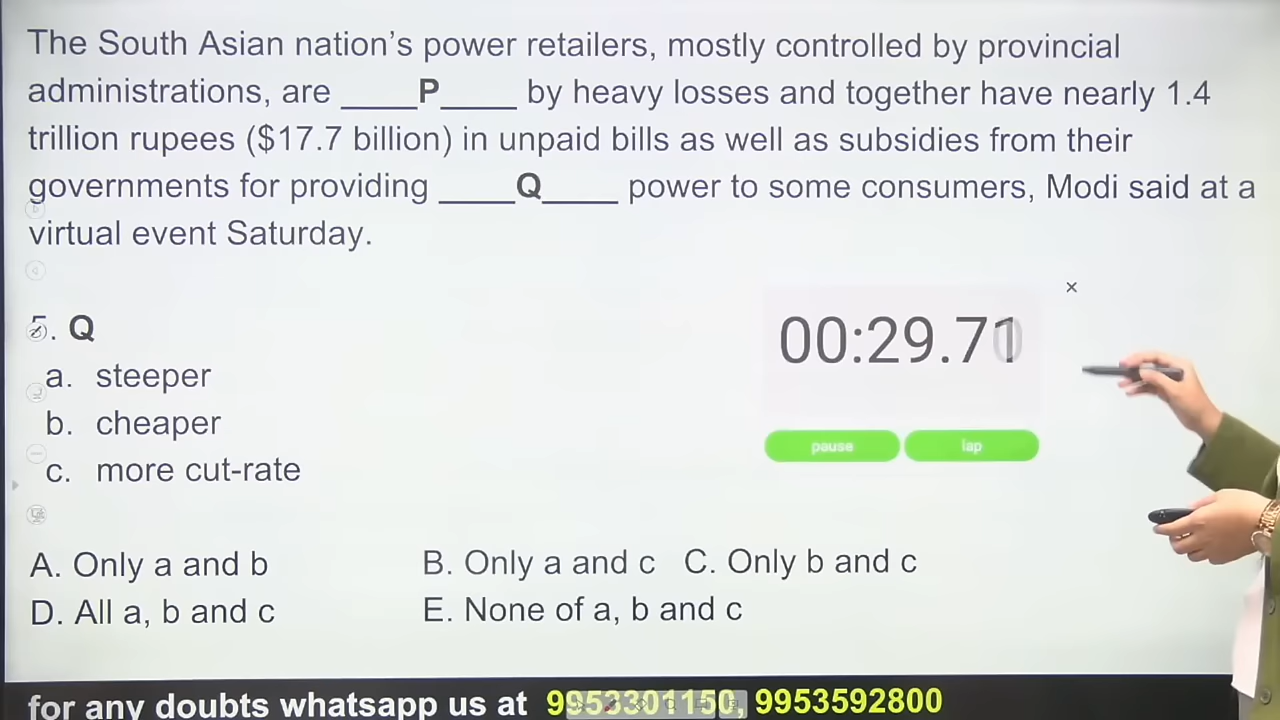 The South Asian nation's power retailers, mostly controlled by provincial
administrations, are ____P____ by heavy losses and together have nearly 1.4
trillion rupees ($17.7 billion) in unpaid bills as well as subsidies from their
governments for providing ____Q____ power to some consumers, Modi said at a
virtual event Saturday.
5. Q
a. steeper
b. cheaper
c. more cut-rate
00:29.71
pause lap
A. Only a and b B. Only a and c C. Only b and c
D. All a, b and c E. None of a, b and c
for any doubts whatsapp us at 9953301150, 9953592800